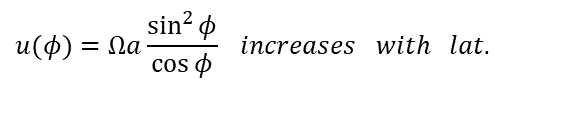 u(ϕ) = Ωa sin² ϕ / cos ϕ increases with lat.